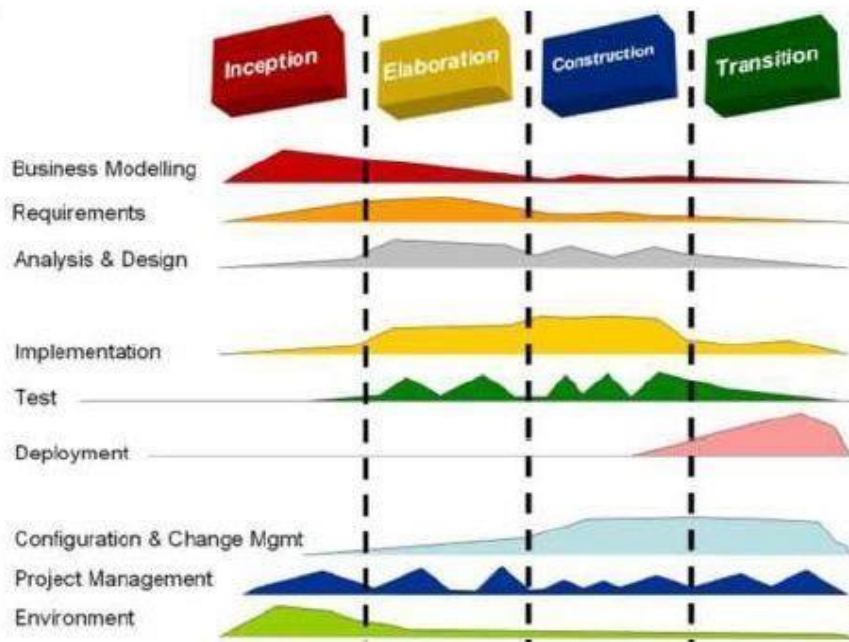 Inception
Elaboration
Construction
Transition
Business Modelling
Requirements
Analysis & Design
Implementation
Test
Deployment
Configuration & Change Mgmt
Project Management
Environment